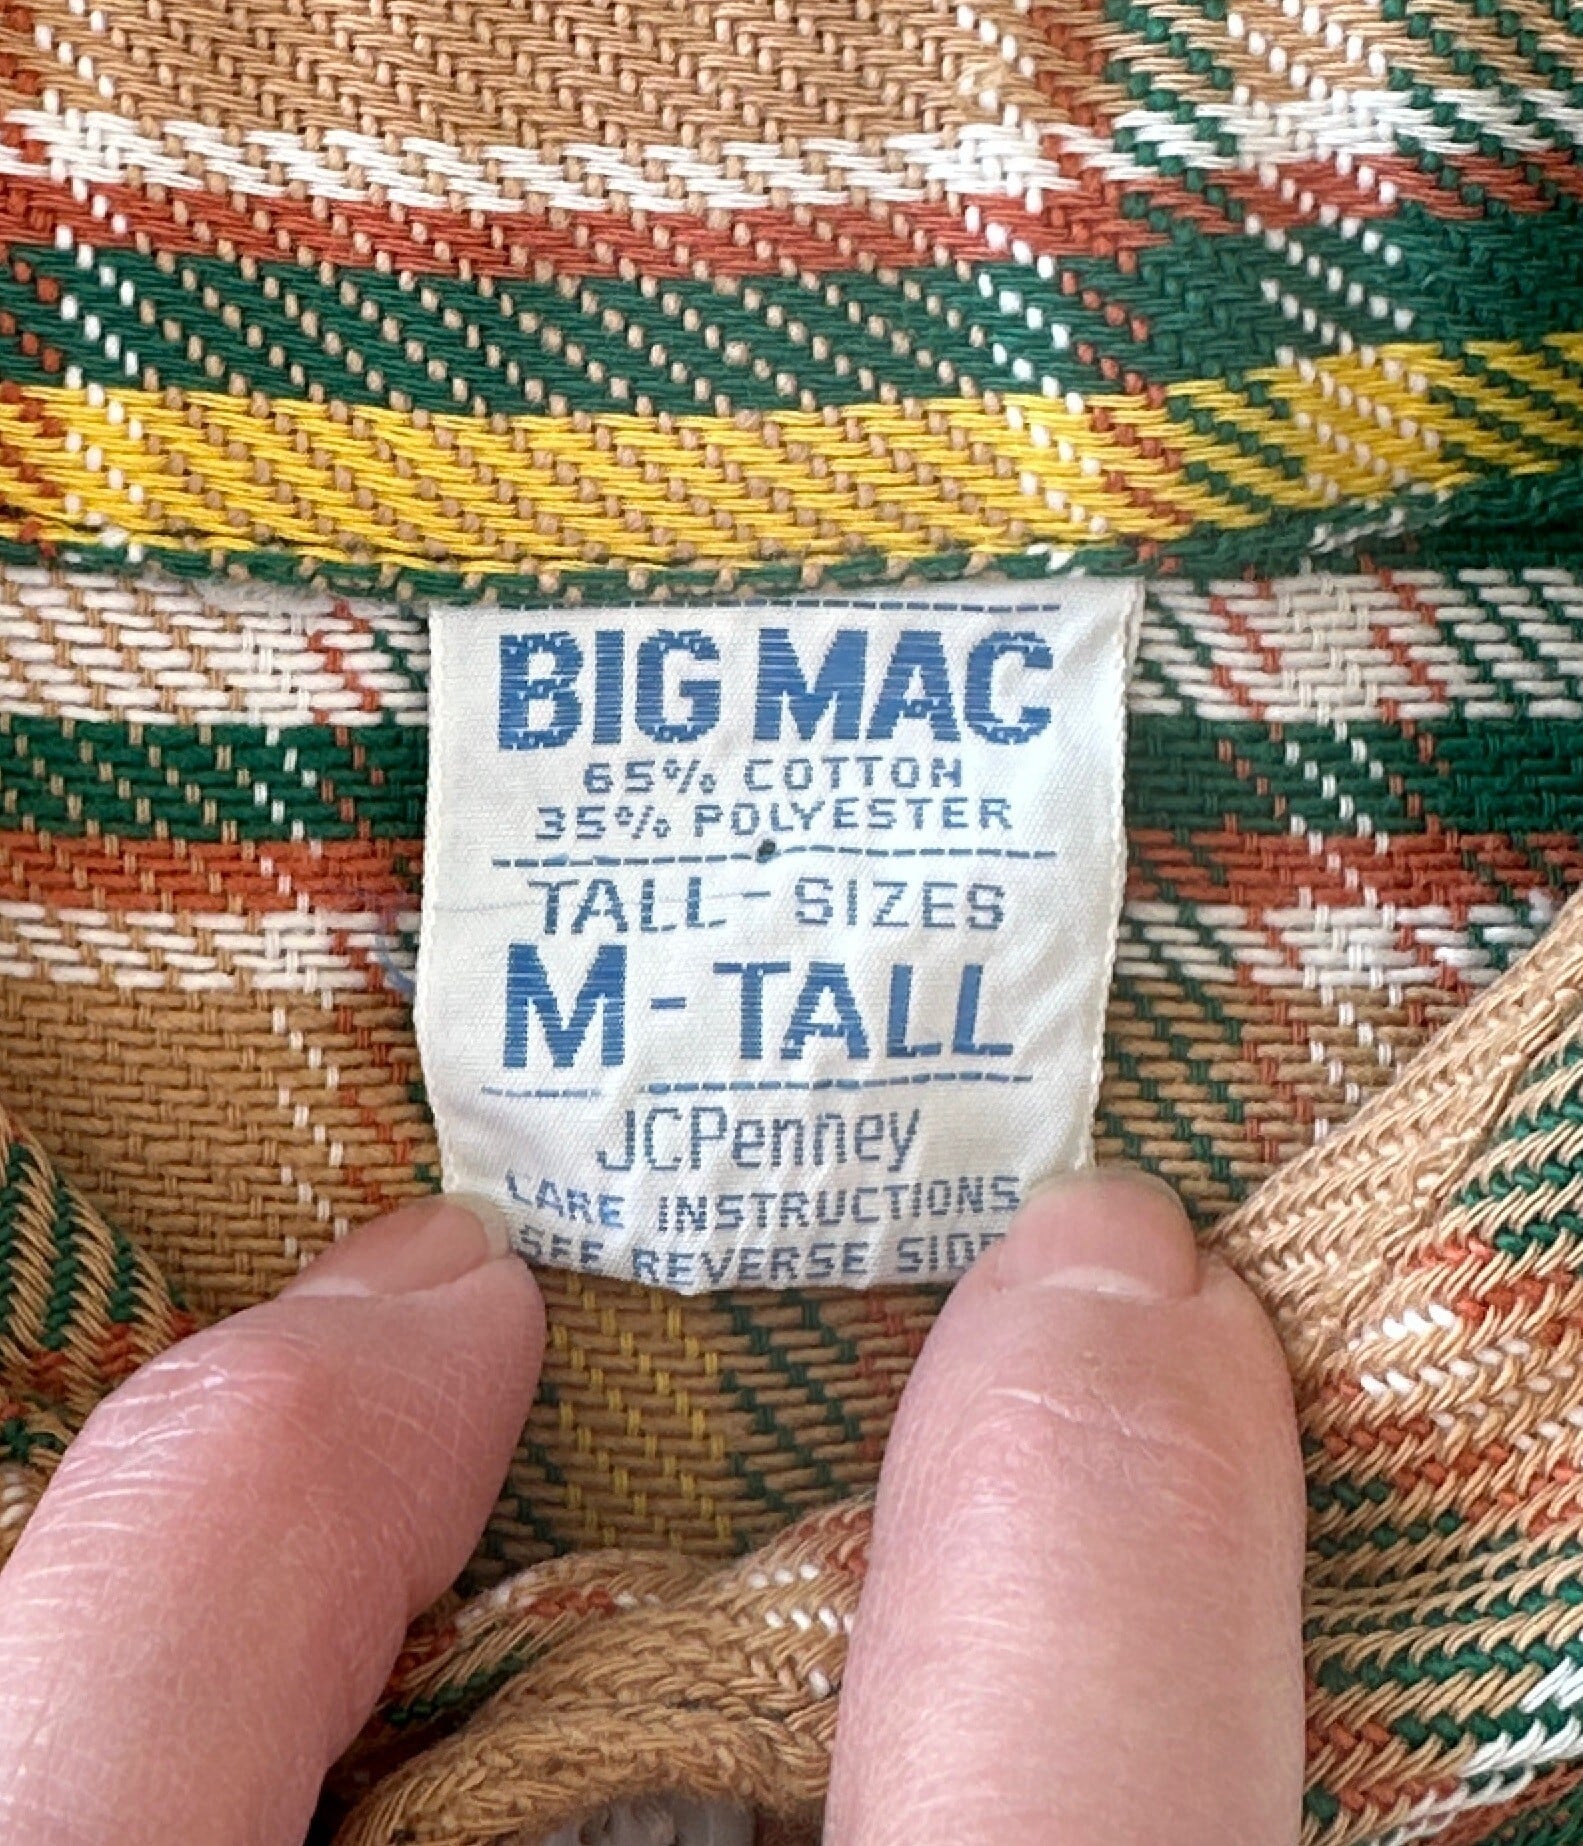 BIG MAC
65% COTTON
35% POLYESTER
TALL - SIZES
M - TALL
JCPenney
CARE INSTRUCTIONS
SEE REVERSE SIDE